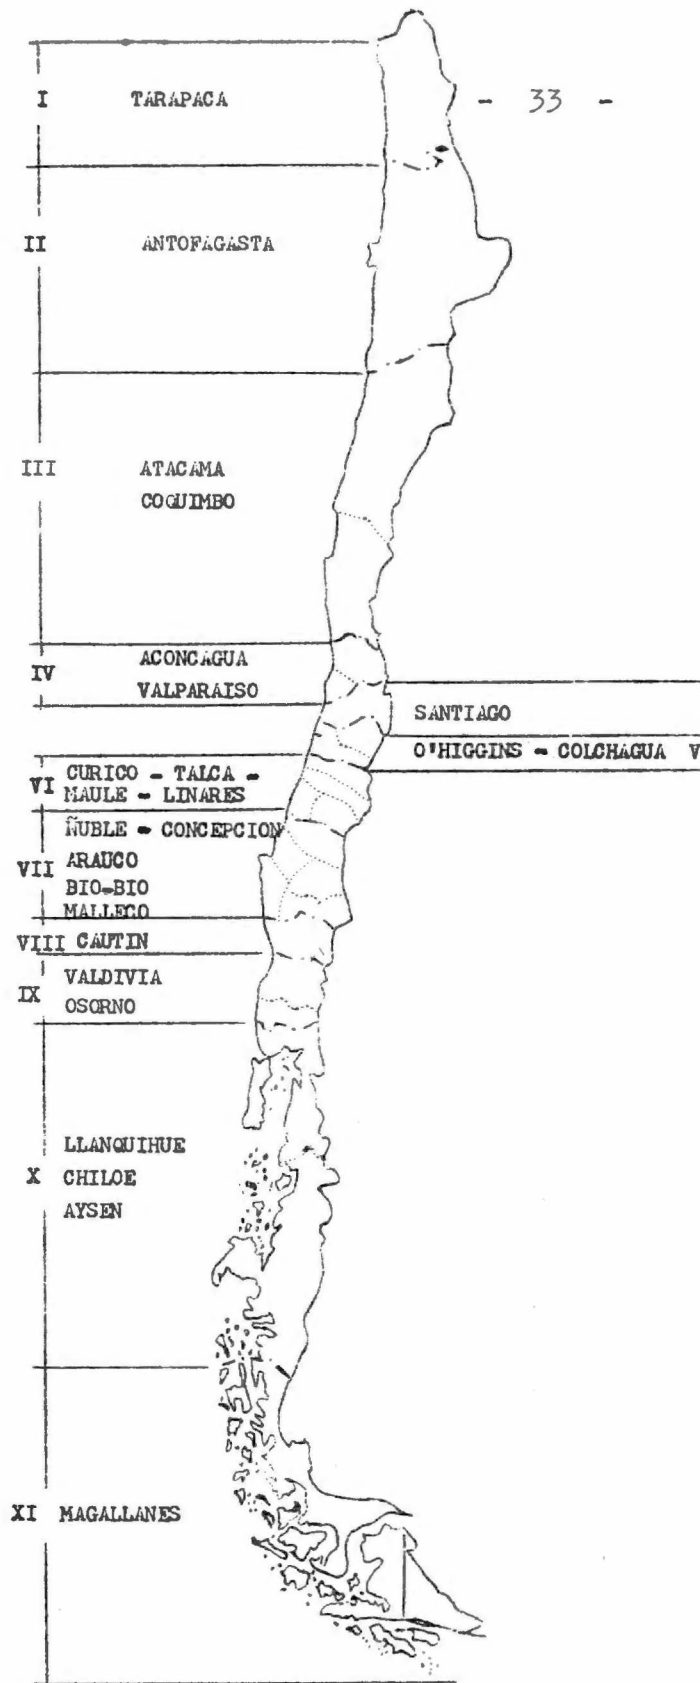 - 33 -
I TARAPACA
II ANTOFAGASTA
III ATACAMA
COQUIMBO
IV ACONCAGUA
VALPARAISO
SANTIAGO
O'HIGGINS - COLCHAGUA V
VI CURICO - TALCA -
MAULE - LINARES
ÑUBLE - CONCEPCION
VII ARAUCO
BIO-BIO
MALLECO
VIII CAUTIN
IX VALDIVIA
OSORNO
LLANQUIHUE
X CHILOE
AYSEN
XI MAGALLANES